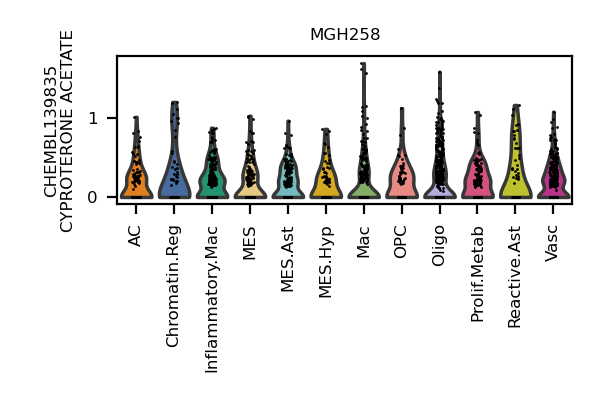 MGH258
CHEMBL139835
CYPROTERONE ACETATE
1
0
AC
Chromatin.Reg
Inflammatory.Mac
MES
MES.Ast
MES.Hyp
Mac
OPC
Oligo
Prolif.Metab
Reactive.Ast
Vasc